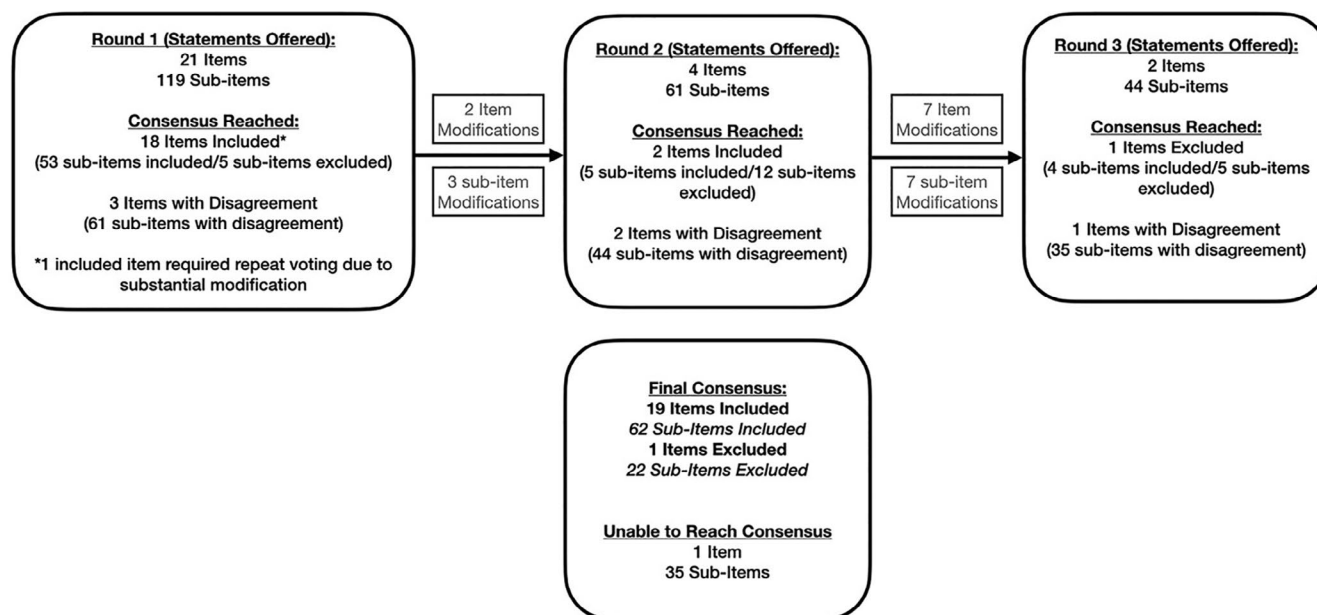 Round 1 (Statements Offered):
21 Items
119 Sub-items
Consensus Reached:
18 Items Included*
(53 sub-items included/5 sub-items excluded)
3 Items with Disagreement
(61 sub-items with disagreement)
*1 included item required repeat voting due to
substantial modification
2 Item
Modifications
3 sub-item
Modifications
Round 2 (Statements Offered):
4 Items
61 Sub-items
Consensus Reached:
2 Items Included
(5 sub-items included/12 sub-items
excluded)
2 Items with Disagreement
(44 sub-items with disagreement)
7 Item
Modifications
7 sub-item
Modifications
Round 3 (Statements Offered):
2 Items
44 Sub-items
Consensus Reached:
1 Items Excluded
(4 sub-items included/5 sub-items
excluded)
1 Items with Disagreement
(35 sub-items with disagreement)
Final Consensus:
19 Items Included
62 Sub-Items Included
1 Items Excluded
22 Sub-Items Excluded
Unable to Reach Consensus
1 Item
35 Sub-Items